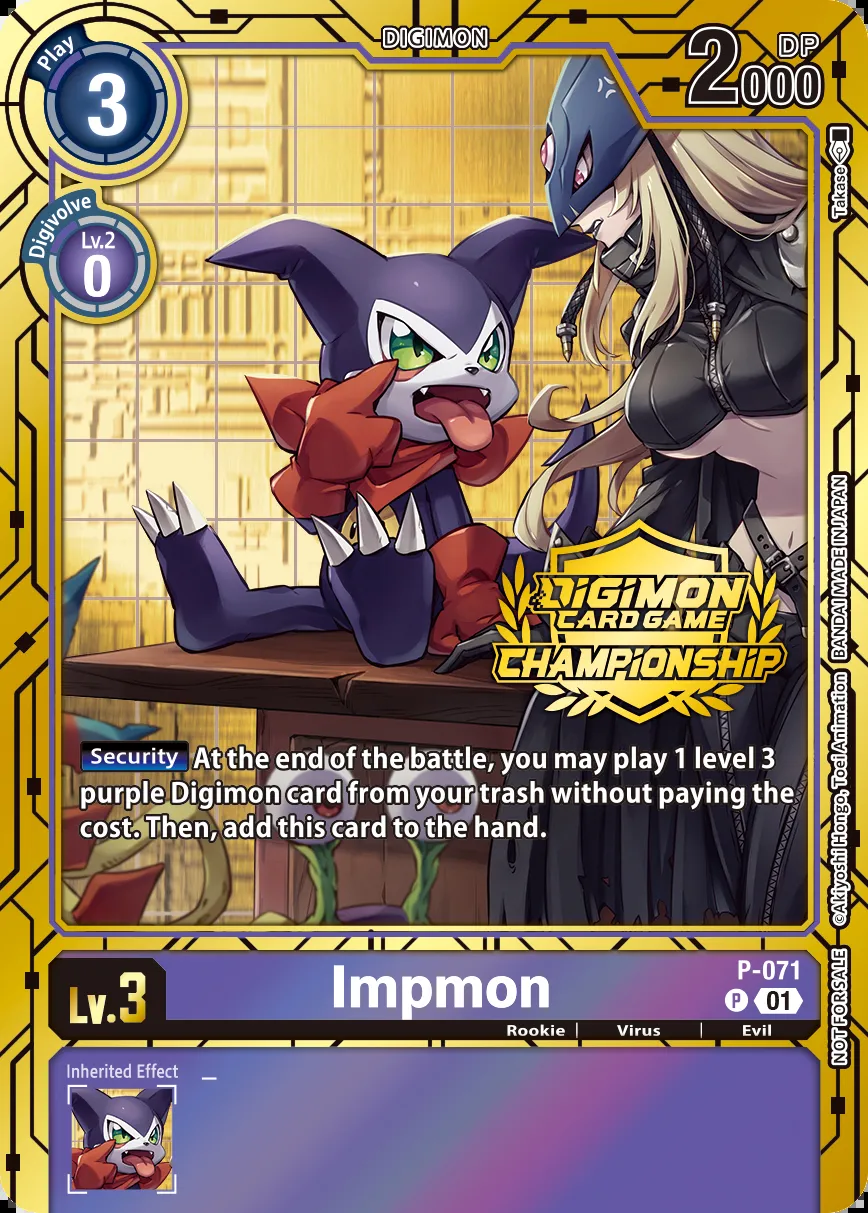 Play
3
DIGIMON
DP
2000
Digivolve
Lv.2
0
Takase
DIGIMON
CARD GAME
CHAMPIONSHIP
Security At the end of the battle, you may play 1 level 3
purple Digimon card from your trash without paying the
cost. Then, add this card to the hand.
©Akiyoshi Hongo, Toei Animation BANDAI MADE IN JAPAN
NOT FOR SALE
Lv.3
Impmon
P-071
P 01
Rookie | Virus | Evil
Inherited Effect –